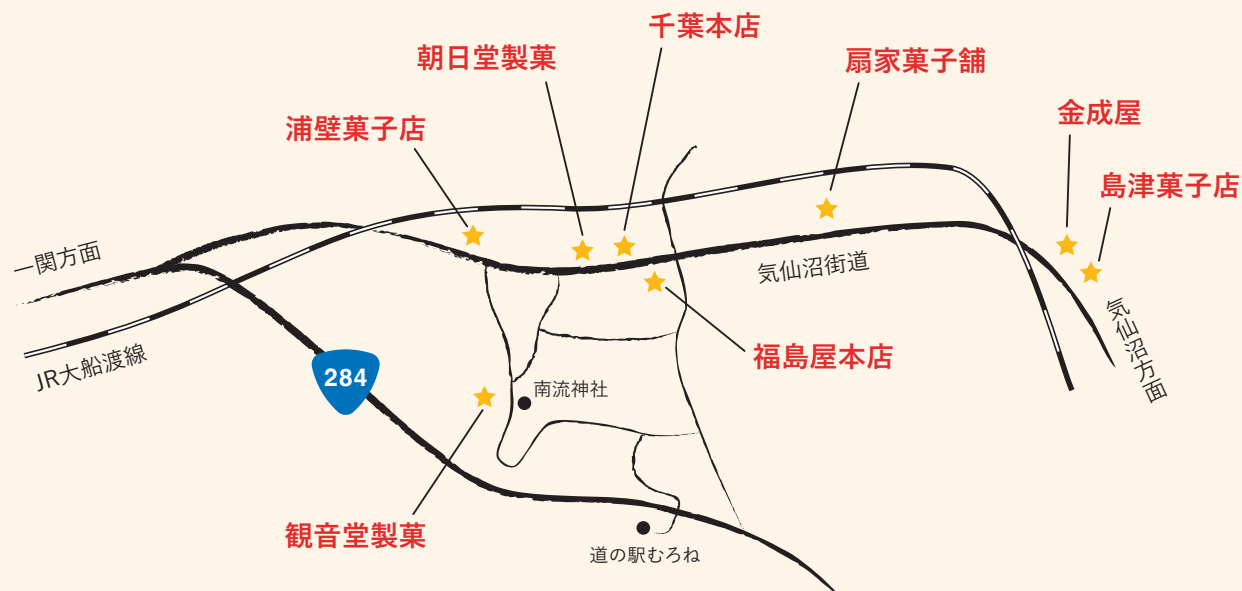 千葉本店
朝日堂製菓
扇家菓子舗
金成屋
浦壁菓子店
島津菓子店
一関方面
気仙沼街道
気仙沼方面
JR大船渡線
福島屋本店
284
南流神社
観音堂製菓
道の駅むろね